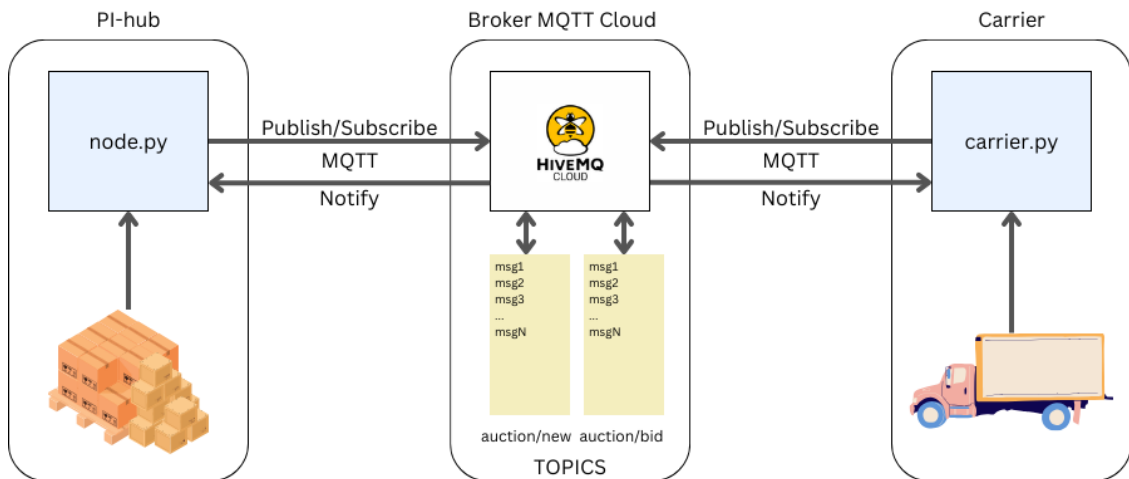 PI-hub
Broker MQTT Cloud
Carrier
node.py
Publish/Subscribe
MQTT
Notify
HIVEMQ
CLOUD
Publish/Subscribe
MQTT
Notify
carrier.py
msg1
msg2
msg3
...
msgN
msg1
msg2
msg3
...
msgN
auction/new
auction/bid
TOPICS